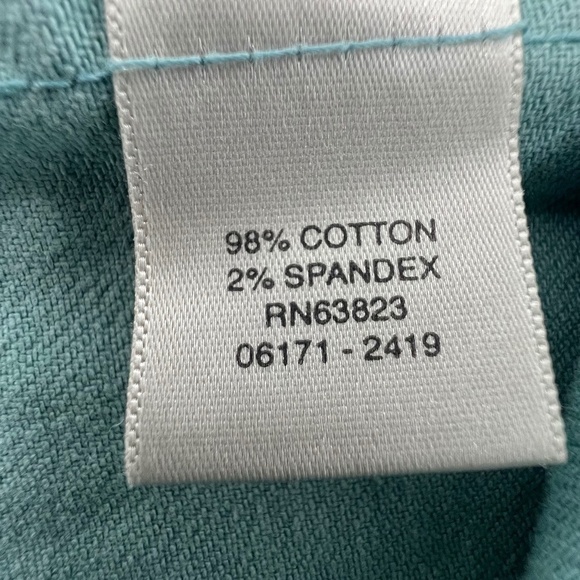 98% COTTON
2% SPANDEX
RN63823
06171 - 2419